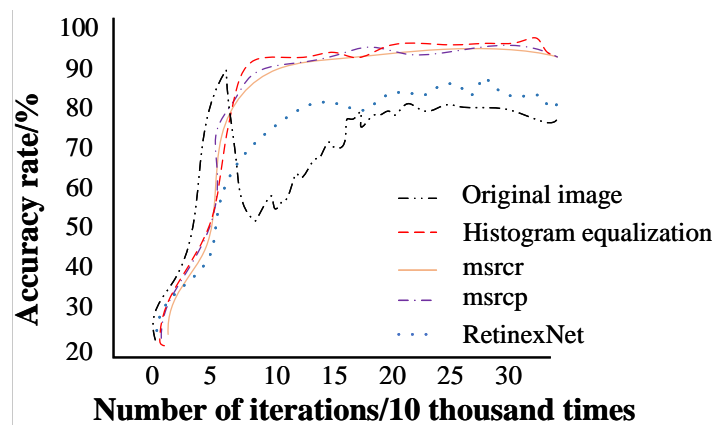 100
90
80
70
60
50
40
30
20
Accuracy rate/%
Original image
Histogram equalization
msrcr
msrcp
RetinexNet
0 5 10 15 20 25 30
Number of iterations/10 thousand times